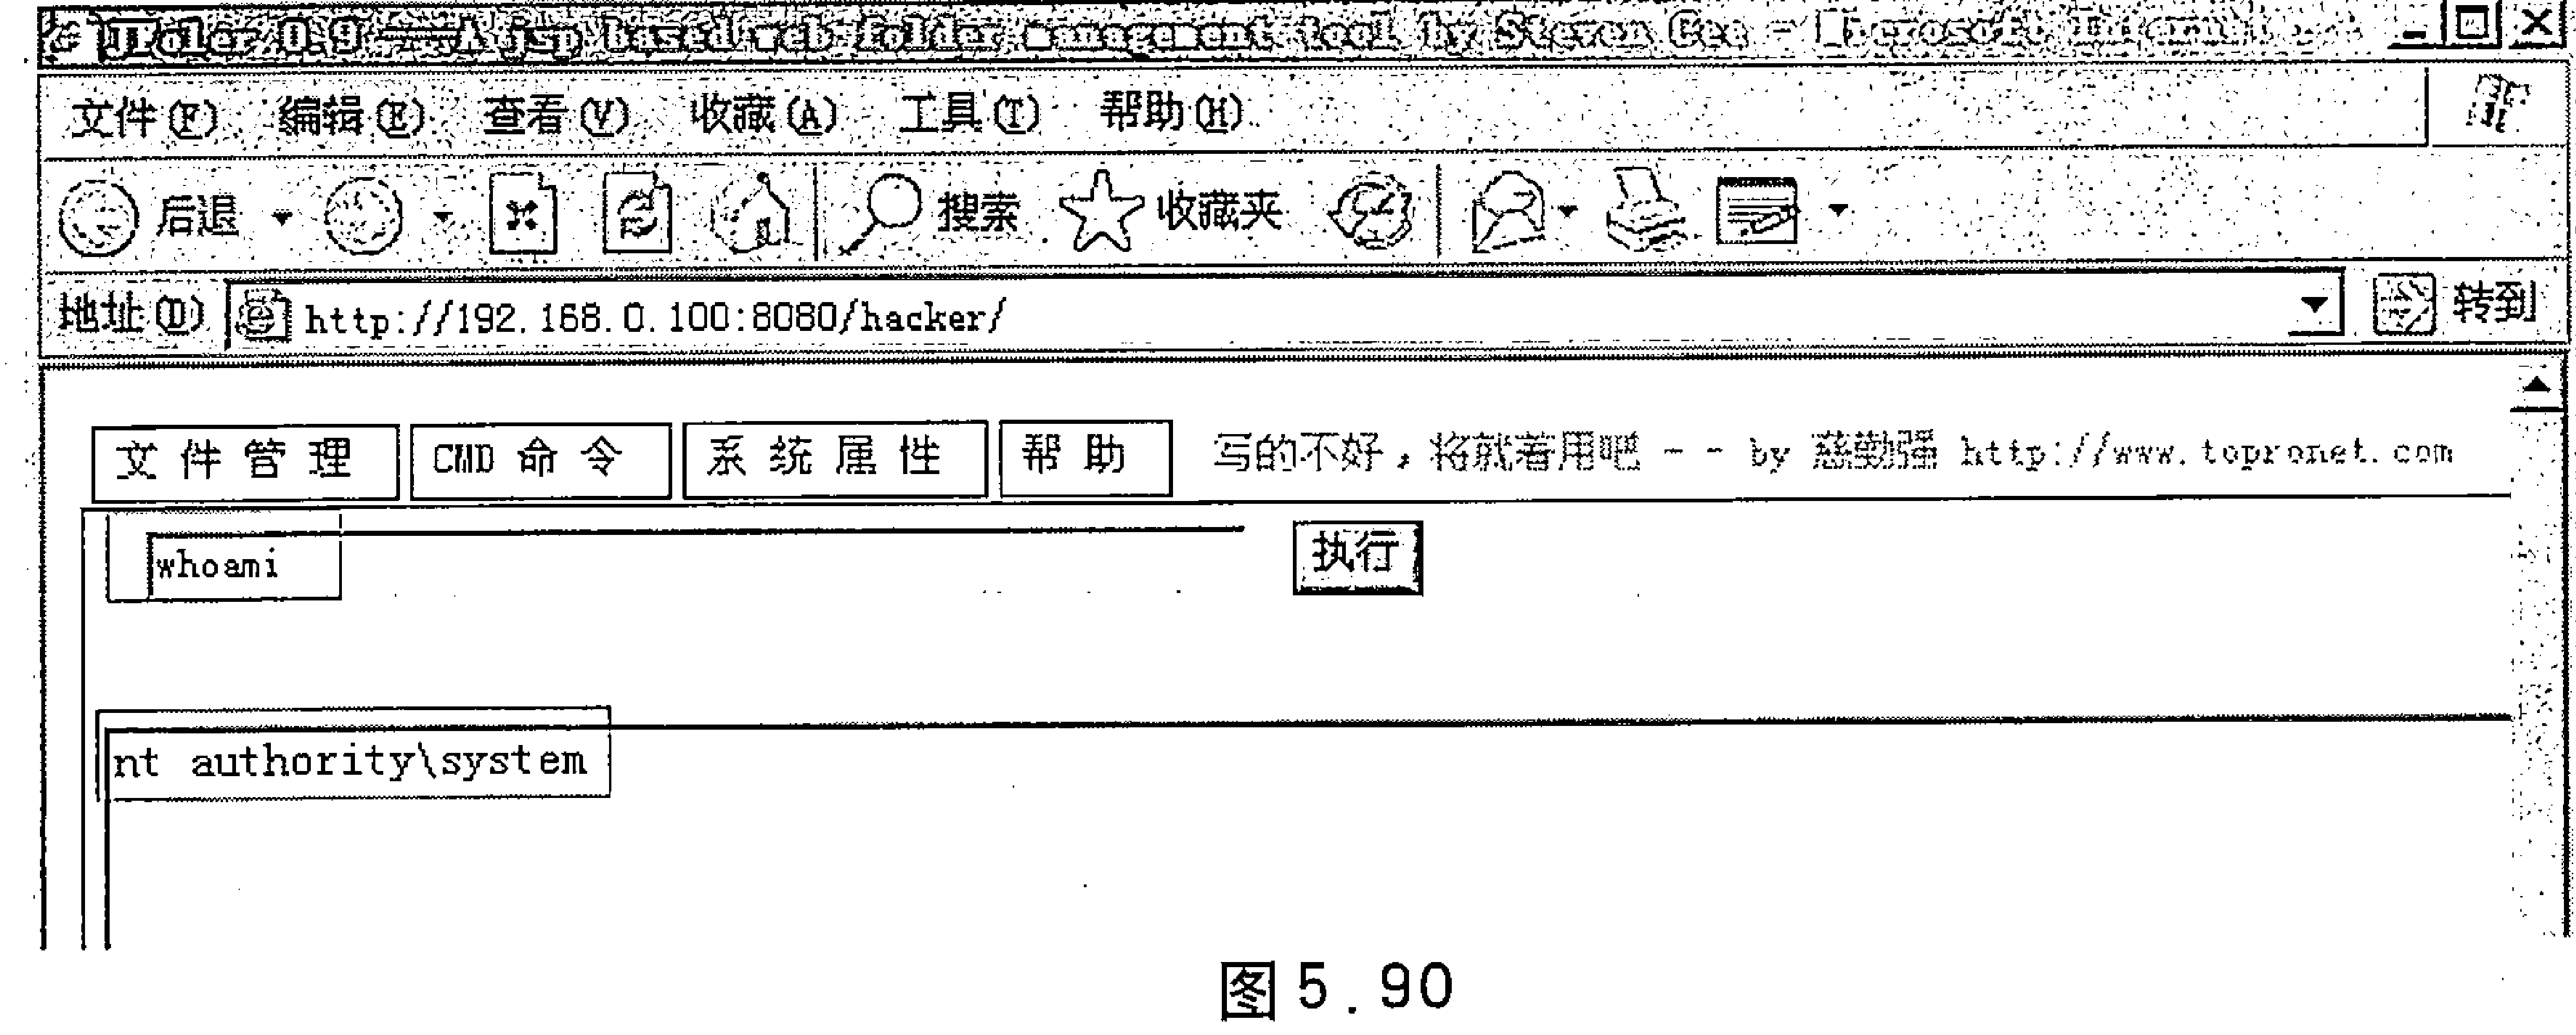 JFoler 0.9 ——A jsp based web folder management tool by Steven Cee - Microsoft Internet
文件(F) 编辑(E) 查看(V) 收藏(A) 工具(T) 帮助(H)
后退 搜索 收藏夹
地址(D) http://192.168.0.100:8080/hacker/ 转到
文件管理 CMD命令 系统属性 帮助 写的不好,将就着用吧 - - by 慈勤强 http://www.topronet.com
whoami 执行
nt authority\system
图5.90